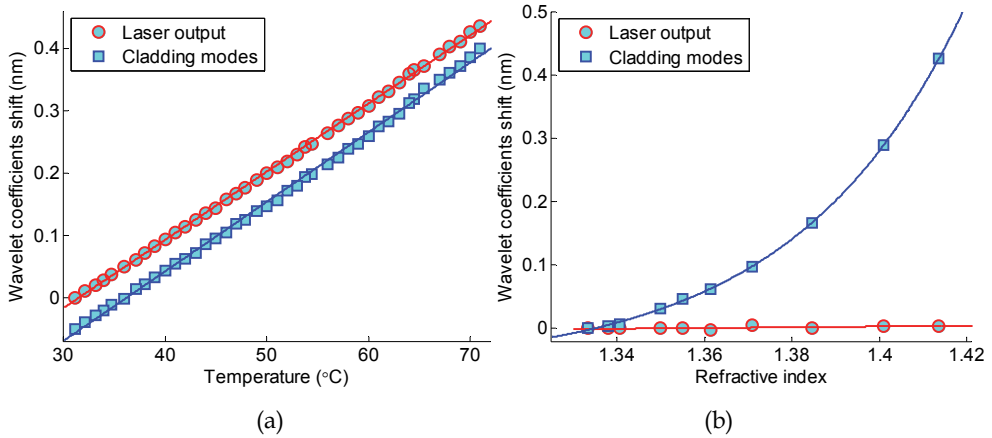 Laser output
Cladding modes
Wavelet coefficients shift (nm)
0.4
0.3
0.2
0.1
0
30
40
50
60
70
Temperature (°C)
(a)
Laser output
Cladding modes
Wavelet coefficients shift (nm)
0.5
0.4
0.3
0.2
0.1
0
1.34
1.36
1.38
1.4
1.42
Refractive index
(b)